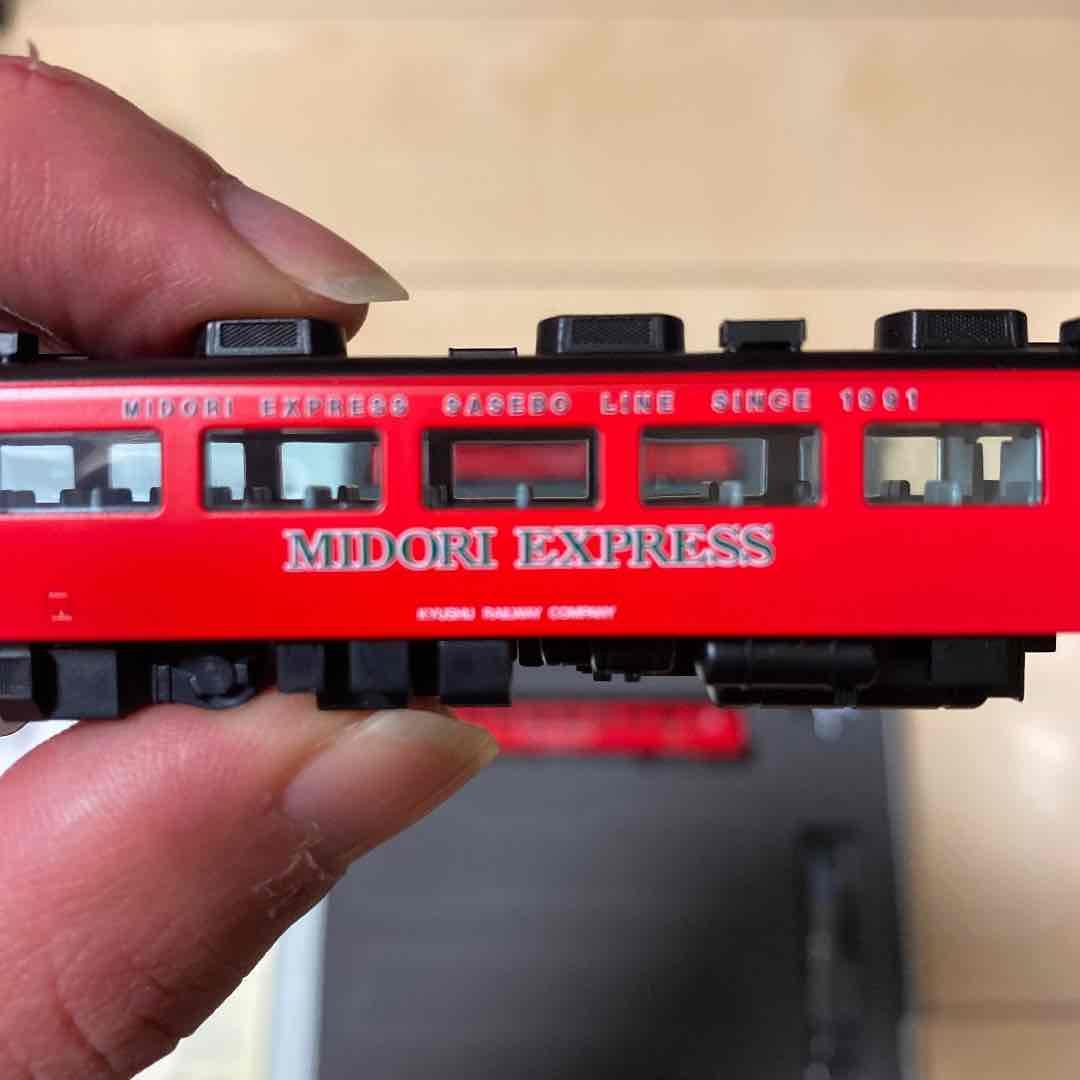 MIDORI EXPRESS SASEBO LINE SINCE 1991
MIDORI EXPRESS
KYUSHU RAILWAY COMPANY